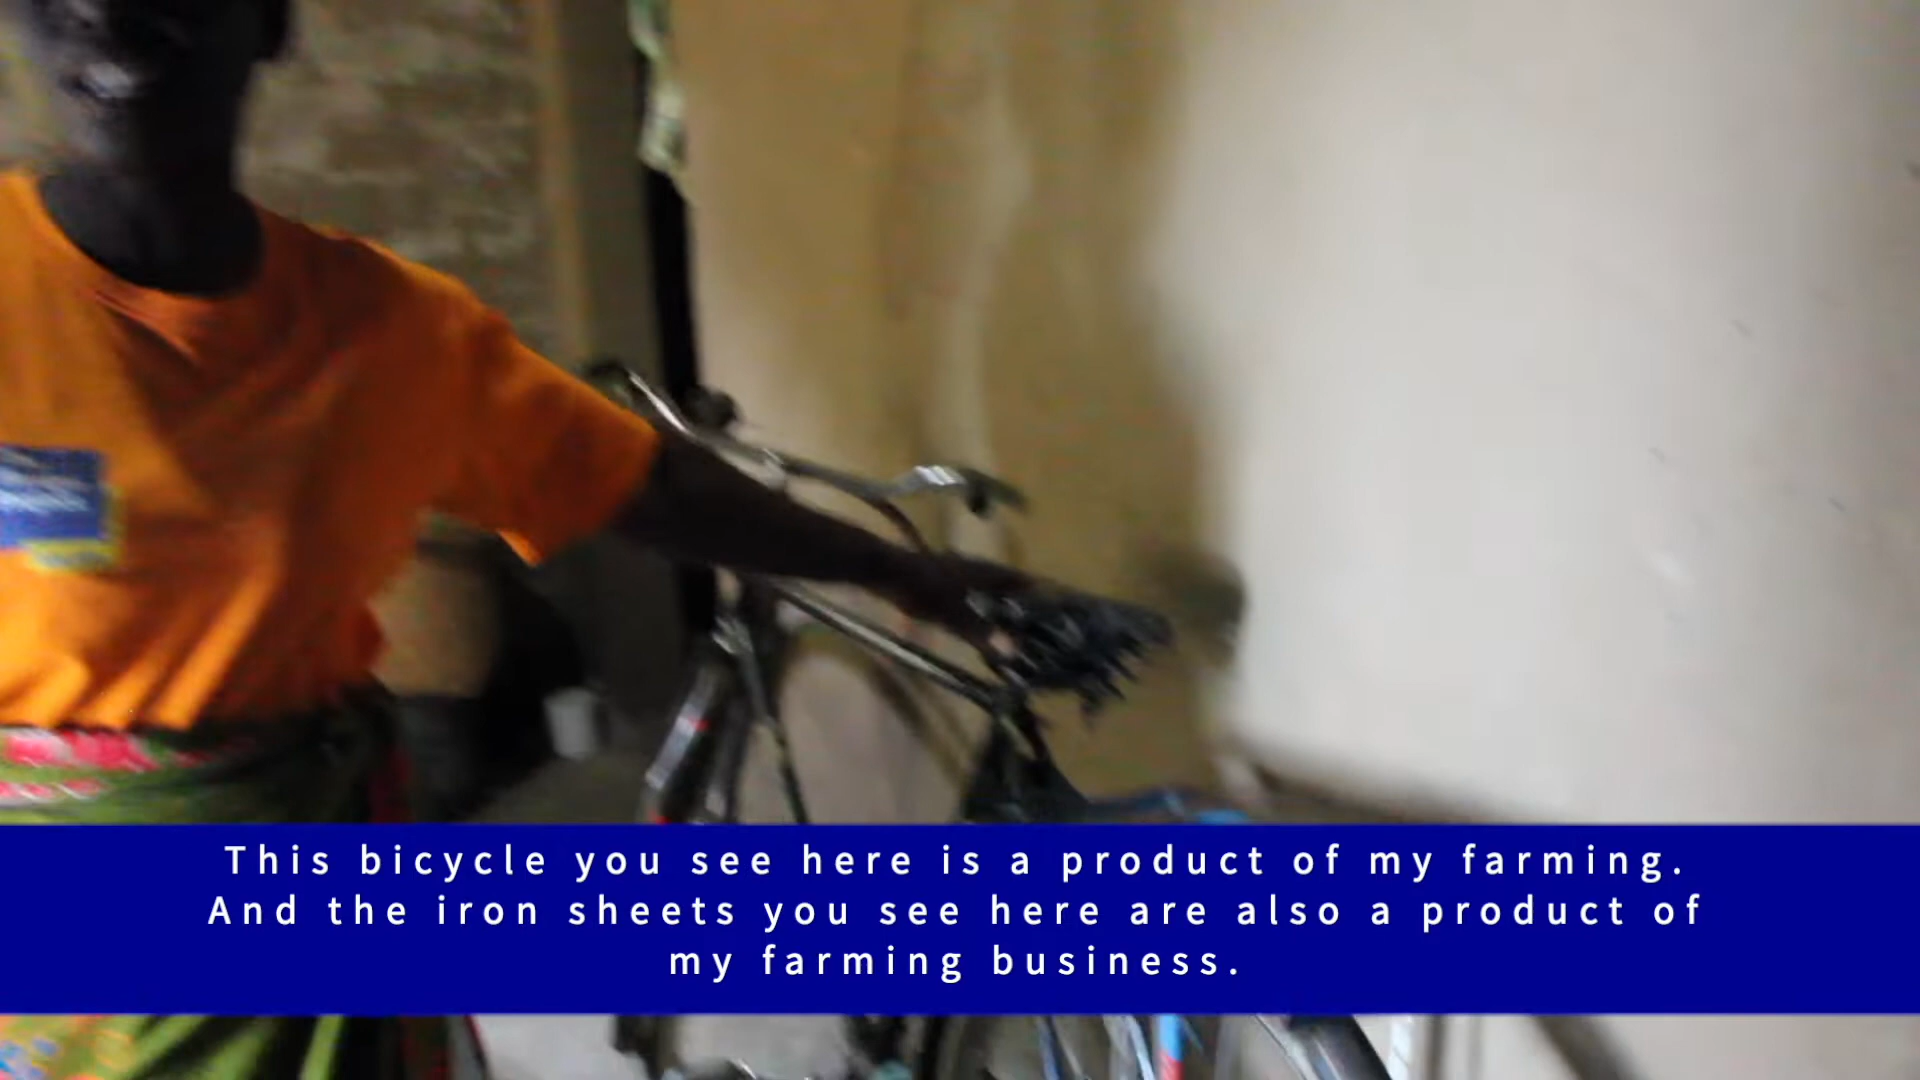 This bicycle you see here is a product of my farming.
And the iron sheets you see here are also a product of
my farming business.